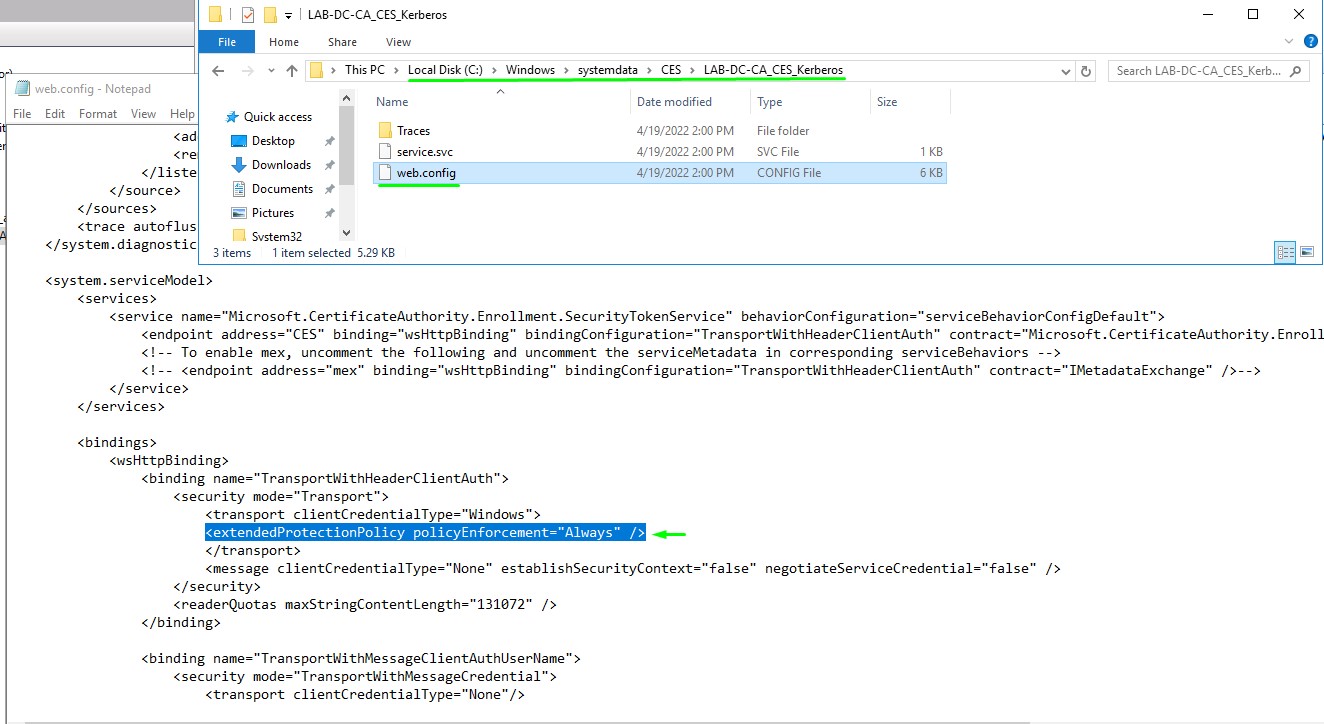 LAB-DC-CA_CES_Kerberos
File Home Share View
This PC Local Disk (C:) Windows systemdata CES LAB-DC-CA_CES_Kerberos
Search LAB-DC-CA_CES_Kerb...
Name Date modified Type Size
Quick access
Desktop
Downloads
Documents
Pictures
System32
Traces 4/19/2022 2:00 PM File folder
service.svc 4/19/2022 2:00 PM SVC File 1 KB
web.config 4/19/2022 2:00 PM CONFIG File 6 KB
3 items 1 item selected 5.29 KB
web.config - Notepad
File Edit Format View Help
</source>
</sources>
<trace autoflus
</system.diagnostic
<system.serviceModel>
<services>
<service name="Microsoft.CertificateAuthority.Enrollment.SecurityTokenService" behaviorConfiguration="serviceBehaviorConfigDefault">
<endpoint address="CES" binding="wsHttpBinding" bindingConfiguration="TransportWithHeaderClientAuth" contract="Microsoft.CertificateAuthority.Enroll
<!-- To enable mex, uncomment the following and uncomment the serviceMetadata in corresponding serviceBehaviors -->
<!-- <endpoint address="mex" binding="wsHttpBinding" bindingConfiguration="TransportWithHeaderClientAuth" contract="IMetadataExchange" />-->
</service>
</services>
<bindings>
<wsHttpBinding>
<binding name="TransportWithHeaderClientAuth">
<security mode="Transport">
<transport clientCredentialType="Windows">
<extendedProtectionPolicy policyEnforcement="Always" />
</transport>
<message clientCredentialType="None" establishSecurityContext="false" negotiateServiceCredential="false" />
</security>
<readerQuotas maxStringContentLength="131072" />
</binding>
<binding name="TransportWithMessageClientAuthUserName">
<security mode="TransportWithMessageCredential">
<transport clientCredentialType="None"/>